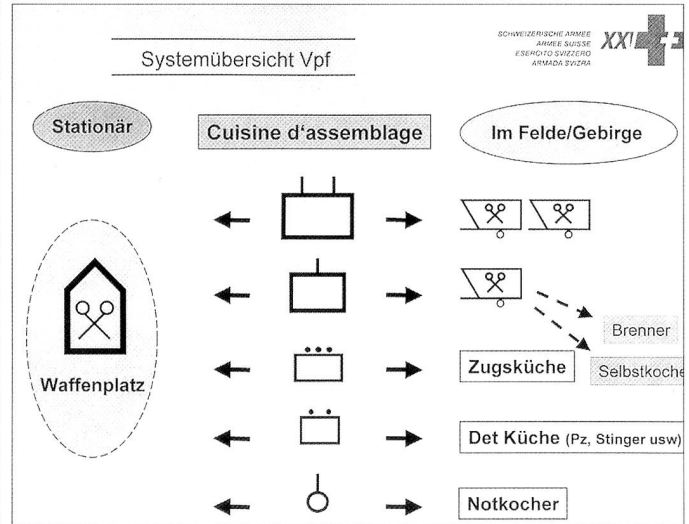 SCHWEIZERISCHE ARMEE
ARMEE SUISSE
ESERCITO SVIZZERO
ARMADA SVIZRA
XXI
Systemübersicht Vpf
Stationär
Cuisine d'assemblage
Im Felde/Gebirge
Brenner
Waffenplatz
Zugsküche
Selbstkoche
Det Küche (Pz, Stinger usw)
Notkocher